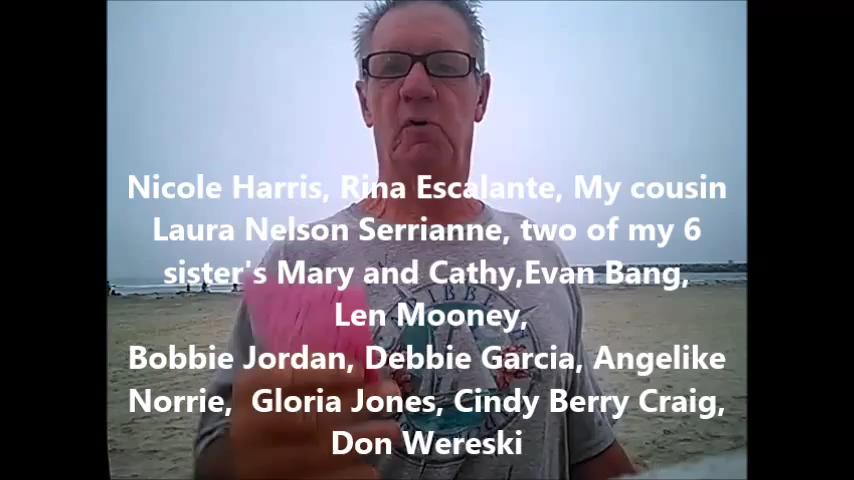 Nicole Harris, Rina Escalante, My cousin
Laura Nelson Serrianne, two of my 6
sister's Mary and Cathy,Evan Bang,
Len Mooney,
Bobbie Jordan, Debbie Garcia, Angelike
Norrie,  Gloria Jones, Cindy Berry Craig,
Don Wereski